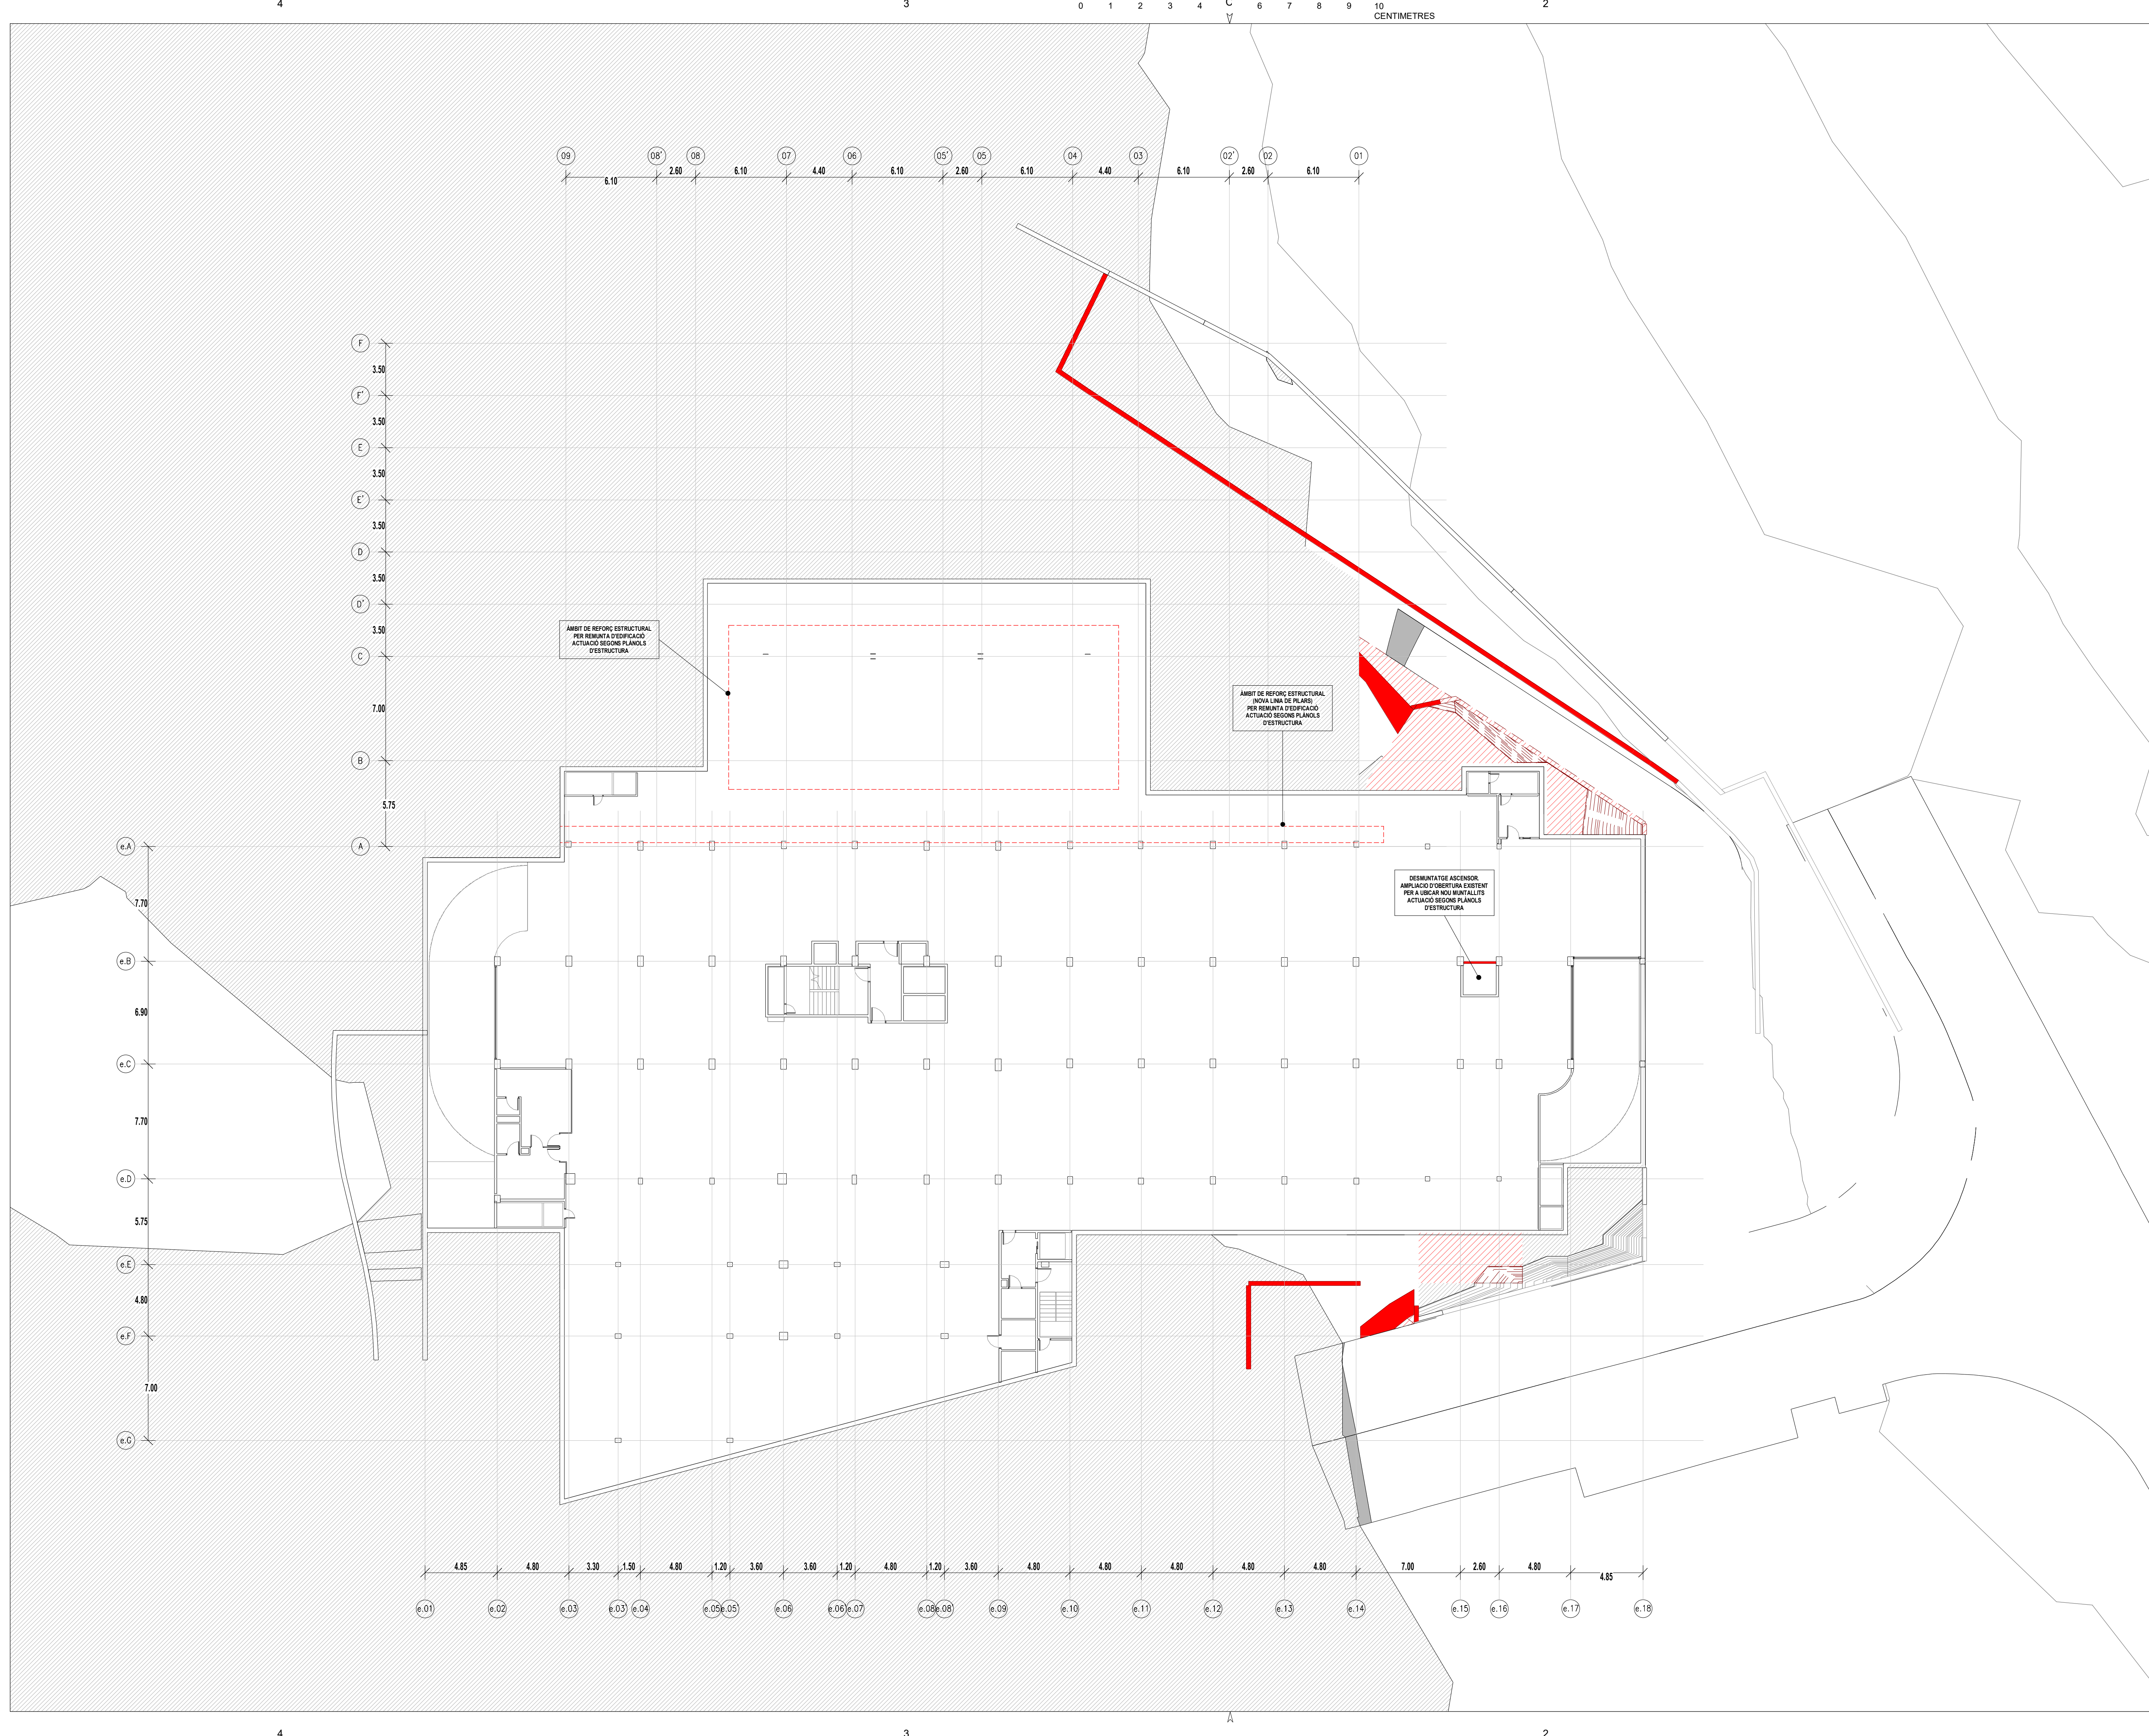 4
3
C
2
0 1 2 3 4 6 7 8 9 10
CENTIMETRES
09 08' 08 07 06 05' 05 04 03 02' 02 01
6.10 2.60 6.10 4.40 6.10 2.60 6.10 4.40 6.10 2.60 6.10
F
3.50
F'
3.50
E
3.50
E'
3.50
D
3.50
D'
3.50
C
7.00
B
5.75
A
ÀMBIT DE REFORÇ ESTRUCTURAL
PER REMUNTA D'EDIFICACIÓ
ACTUACIÓ SEGONS PLÀNOLS
D'ESTRUCTURA
ÀMBIT DE REFORÇ ESTRUCTURAL
(NOVA LINIA DE PILARS)
PER REMUNTA D'EDIFICACIÓ
ACTUACIÓ SEGONS PLÀNOLS
D'ESTRUCTURA
DESMUNTATGE ASCENSOR.
AMPLIACIO D'OBERTURA EXISTENT
PER A UBICAR NOU MUNTALLITS
ACTUACIÓ SEGONS PLÀNOLS
D'ESTRUCTURA
e.A
7.70
e.B
6.90
e.C
7.70
e.D
5.75
e.E
4.80
e.F
7.00
e.G
4.85 4.80 3.30 1.50 4.80 1.20 3.60 3.60 1.20 4.80 1.20 3.60 4.80 4.80 4.80 4.80 4.80 7.00 2.60 4.80 4.85
e.01 e.02 e.03 e.03' e.04 e.05 e.05' e.06 e.06' e.07 e.08 e.08' e.09 e.10 e.11 e.12 e.13 e.14 e.15 e.16 e.17 e.18
4
3
2